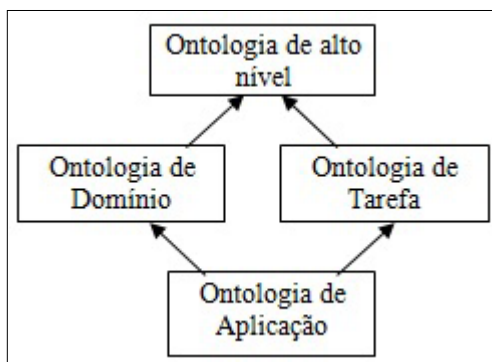 Ontologia de alto
nível
Ontologia de
Domínio
Ontologia de
Tarefa
Ontologia de
Aplicação